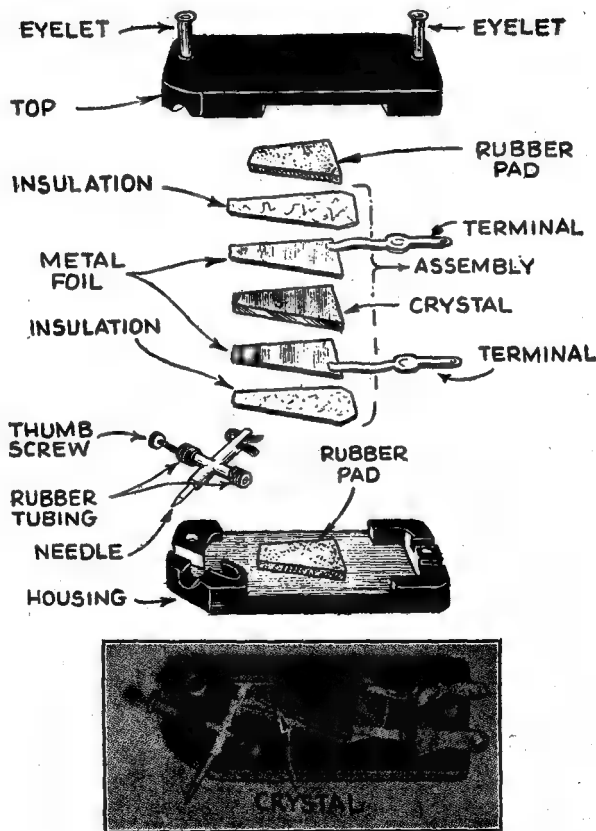 EYELET
EYELET
TOP
RUBBER
PAD
INSULATION
TERMINAL
METAL
FOIL
ASSEMBLY
CRYSTAL
INSULATION
TERMINAL
THUMB
SCREW
RUBBER
PAD
RUBBER
TUBING
NEEDLE
HOUSING
CRYSTAL